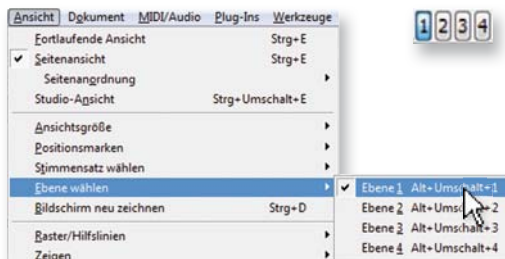 Ansicht Dokument MIDI/Audio Plug-Ins Werkzeuge
1 2 3 4
Fortlaufende Ansicht Strg+E
Seitenansicht Strg+E
Seitenanordnung
Studio-Ansicht Strg+Umschalt+E
Ansichtsgröße
Positionsmarken
Stimmensatz wählen
Ebene wählen
Ebene 1 Alt+Umschalt+1
Bildschirm neu zeichnen Strg+D
Ebene 2 Alt+Umschalt+2
Raster/Hilfslinien
Ebene 3 Alt+Umschalt+3
Zeigen
Ebene 4 Alt+Umschalt+4